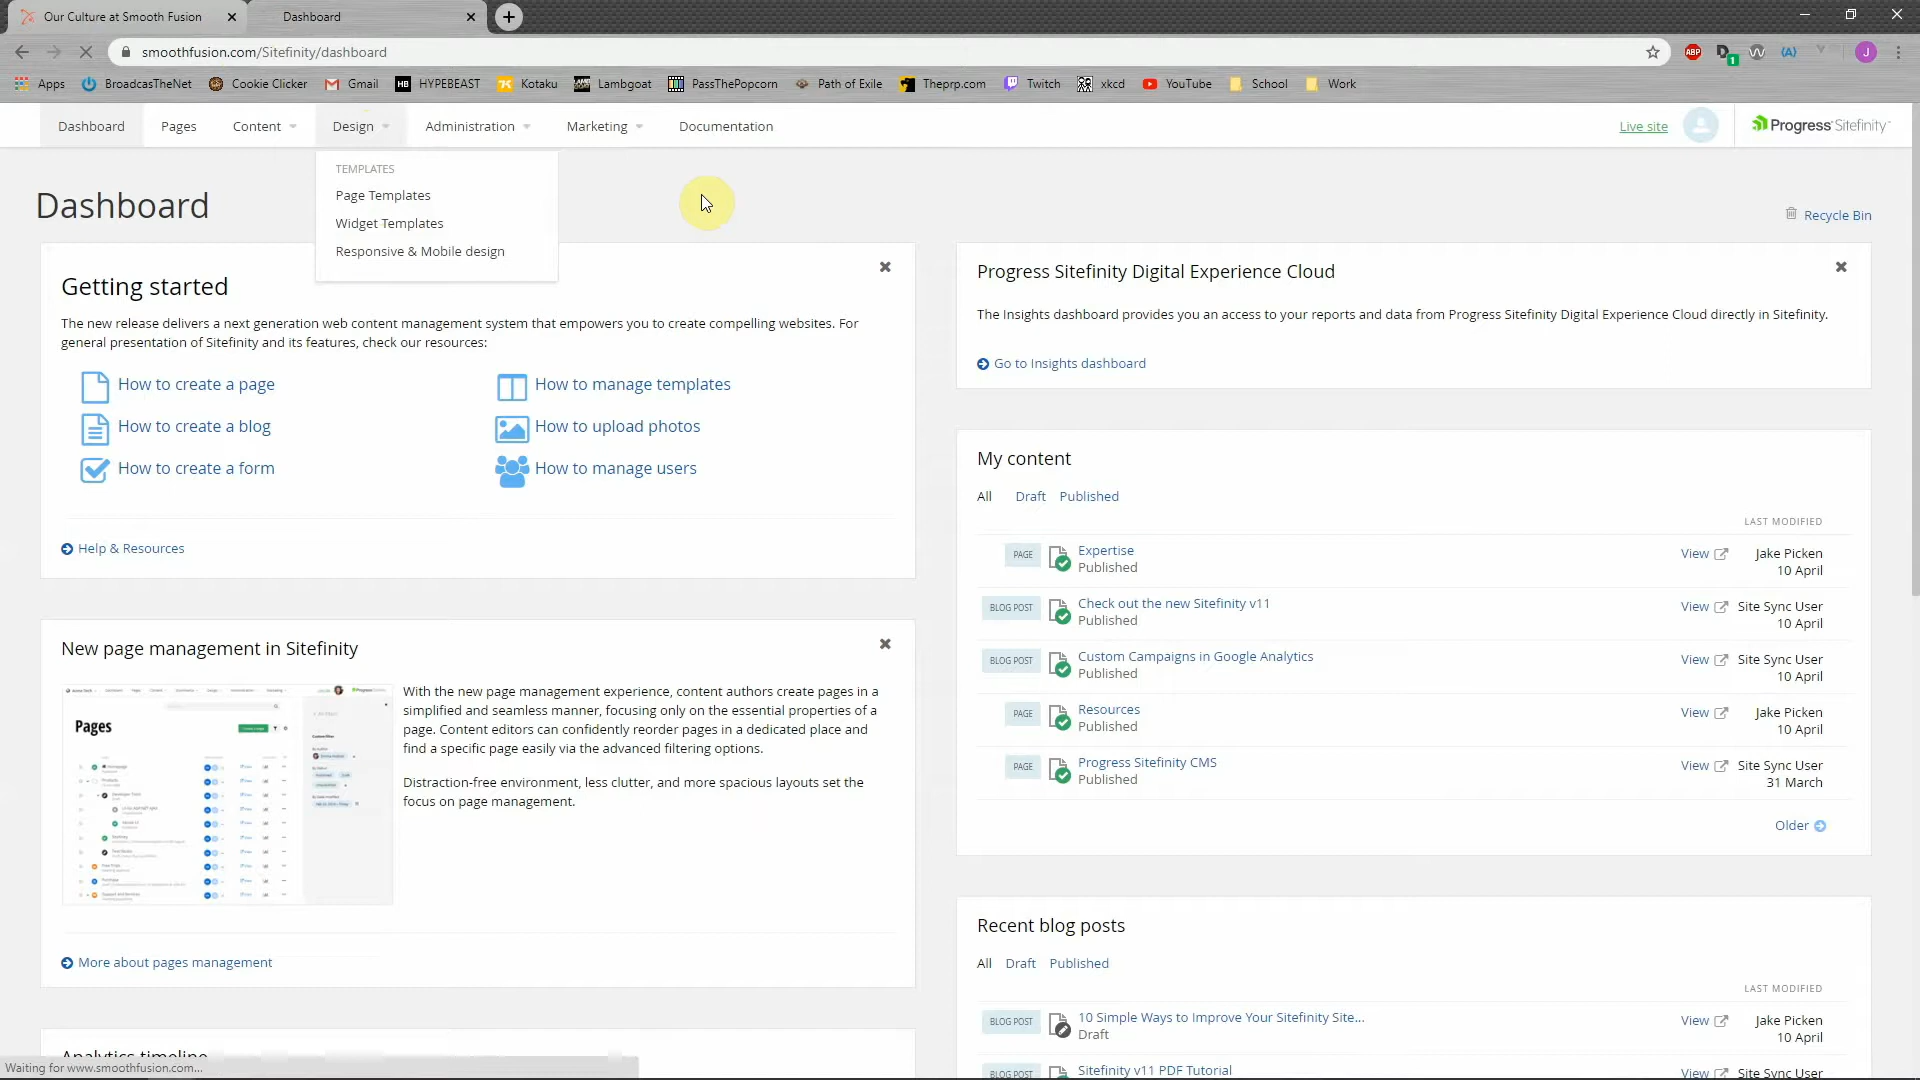 Our Culture at Smooth Fusion
Dashboard
smoothfusion.com/Sitefinity/dashboard
Apps
BroadcasTheNet
Cookie Clicker
Gmail
HYPEBEAST
Kotaku
Lambgoat
PassThePopcorn
Path of Exile
Theprp.com
Twitch
xkcd
YouTube
School
Work
Dashboard
Pages
Content
Design
Administration
Marketing
Documentation
Live site
Progress Sitefinity
TEMPLATES
Page Templates
Widget Templates
Responsive & Mobile design
Dashboard
Recycle Bin
Getting started
The new release delivers a next generation web content management system that empowers you to create compelling websites. For
general presentation of Sitefinity and its features, check our resources:
How to create a page
How to manage templates
How to create a blog
How to upload photos
How to create a form
How to manage users
Help & Resources
New page management in Sitefinity
Pages
With the new page management experience, content authors create pages in a
simplified and seamless manner, focusing only on the essential properties of a
page. Content editors can confidently reorder pages in a dedicated place and
find a specific page easily via the advanced filtering options.
Distraction-free environment, less clutter, and more spacious layouts set the
focus on page management.
More about pages management
Analytics timeline
Progress Sitefinity Digital Experience Cloud
The Insights dashboard provides you an access to your reports and data from Progress Sitefinity Digital Experience Cloud directly in Sitefinity.
Go to Insights dashboard
My content
All Draft Published
LAST MODIFIED
PAGE Expertise View Jake Picken
Published 10 April
BLOG POST Check out the new Sitefinity v11 View Site Sync User
Published 10 April
BLOG POST Custom Campaigns in Google Analytics View Site Sync User
Published 10 April
PAGE Resources View Jake Picken
Published 10 April
PAGE Progress Sitefinity CMS View Site Sync User
Published 31 March
Older
Recent blog posts
All Draft Published
LAST MODIFIED
BLOG POST 10 Simple Ways to Improve Your Sitefinity Site... View Jake Picken
Draft 10 April
BLOG POST Sitefinity v11 PDF Tutorial View Site Sync User
Waiting for www.smoothfusion.com...